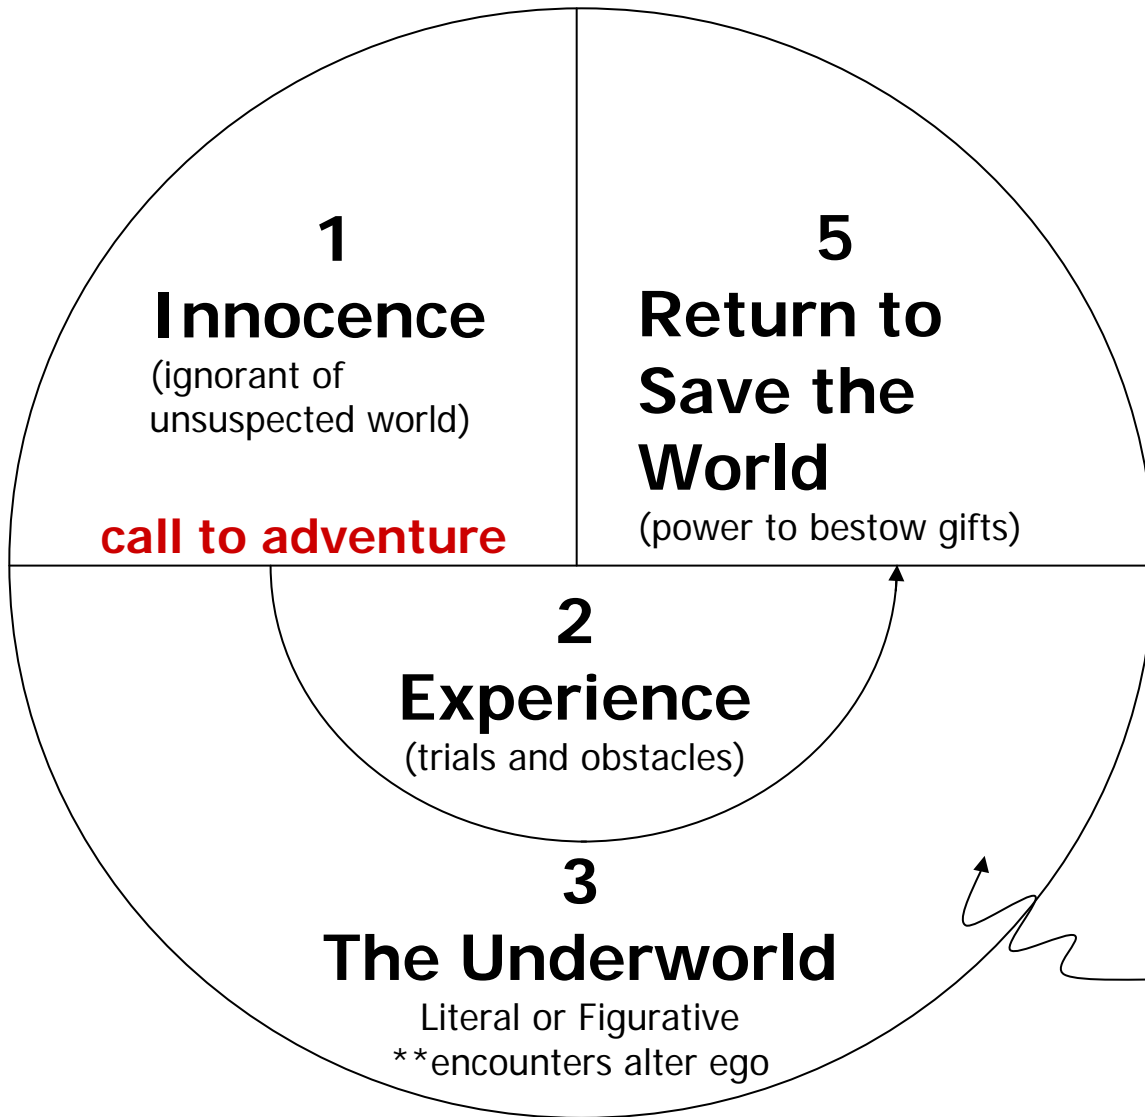 1
Innocence
(ignorant of
unsuspected world)
call to adventure
5
Return to
Save the
World
(power to bestow gifts)
2
Experience
(trials and obstacles)
3
The Underworld
Literal or Figurative
**encounters alter ego